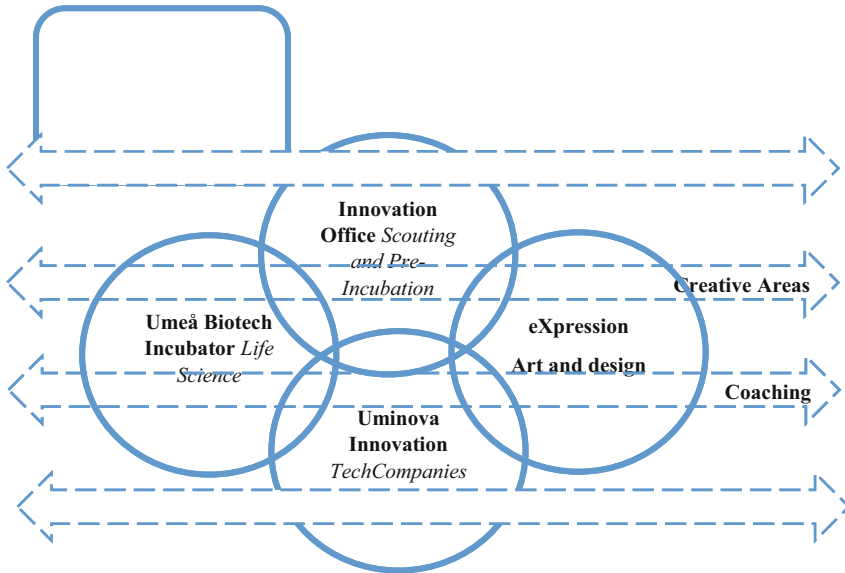 Innovation
Office Scouting
and Pre-
Incubation
Creative Areas
Umeå Biotech
Incubator Life
Science
eXpression
Art and design
Coaching
Uminova
Innovation
TechCompanies